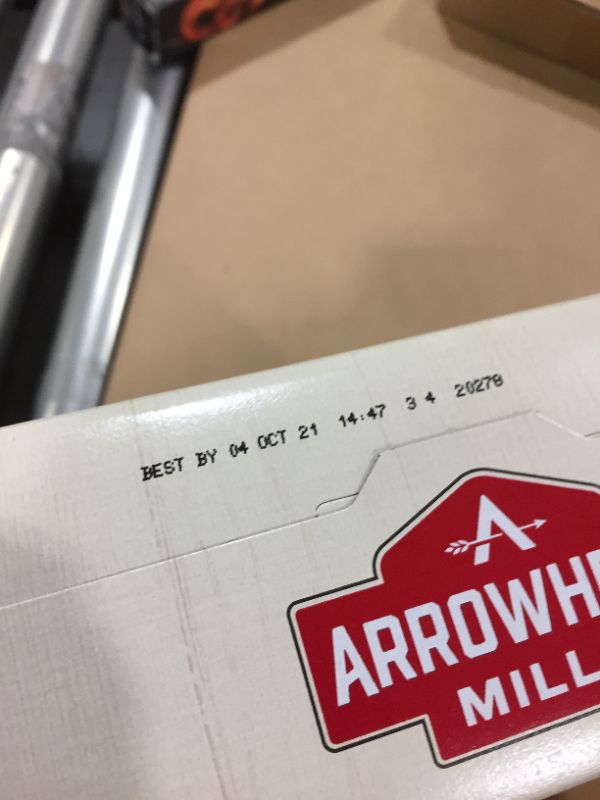 BEST BY 04 OCT 21 14:47 3 4 20278
ARROWHE
MILL